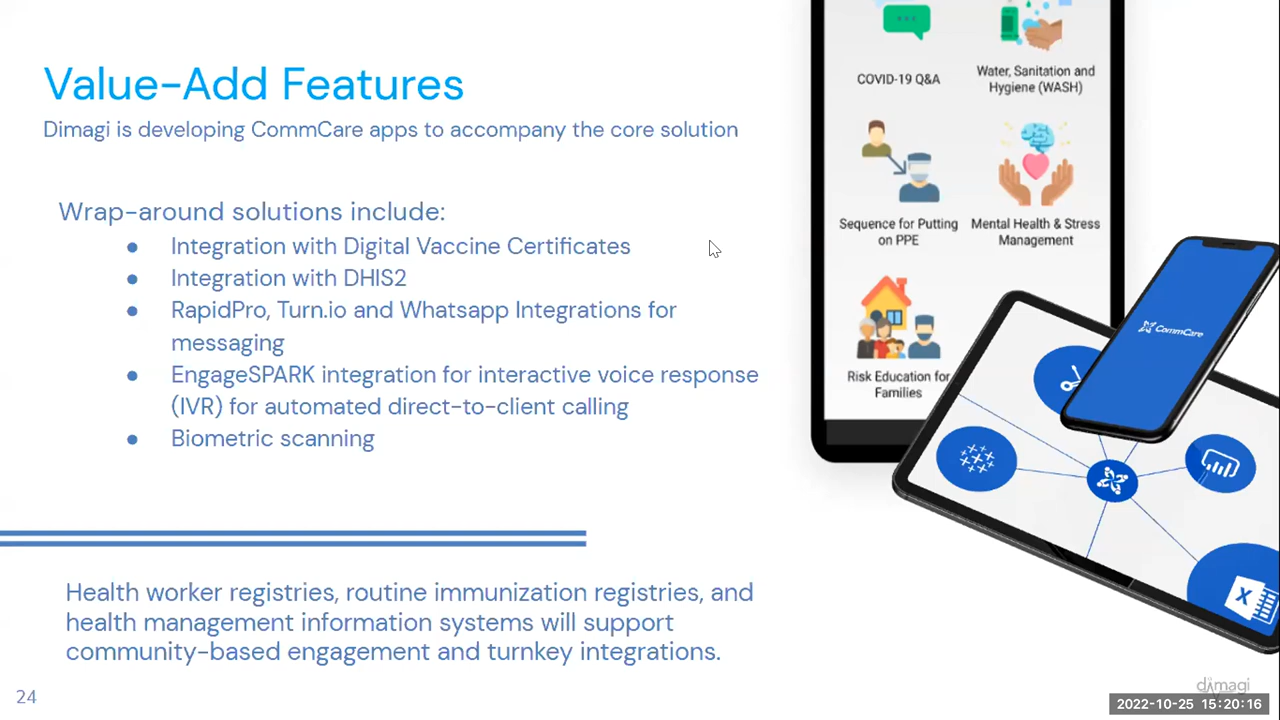 Value-Add Features
Dimagi is developing CommCare apps to accompany the core solution
Wrap-around solutions include:
● Integration with Digital Vaccine Certificates
● Integration with DHIS2
● RapidPro, Turn.io and Whatsapp Integrations for
messaging
● EngageSPARK integration for interactive voice response
(IVR) for automated direct-to-client calling
● Biometric scanning
Health worker registries, routine immunization registries, and
health management information systems will support
community-based engagement and turnkey integrations.
24
COVID-19 Q&A
Water, Sanitation and
Hygiene (WASH)
Sequence for Putting
on PPE
Mental Health & Stress
Management
Risk Education for
Families
CommCare
X
dimagi
2022-10-25 15:20:16